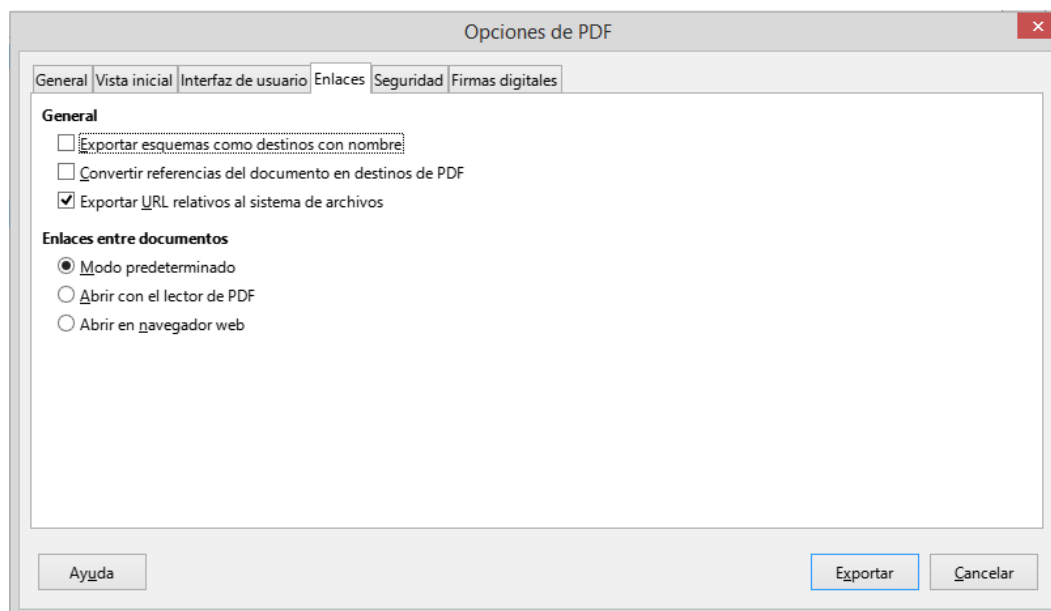 Opciones de PDF
General Vista inicial Interfaz de usuario Enlaces Seguridad Firmas digitales
General
Exportar esquemas como destinos con nombre
Convertir referencias del documento en destinos de PDF
Exportar URL relativos al sistema de archivos
Enlaces entre documentos
Modo predeterminado
Abrir con el lector de PDF
Abrir en navegador web
Ayuda Exportar Cancelar